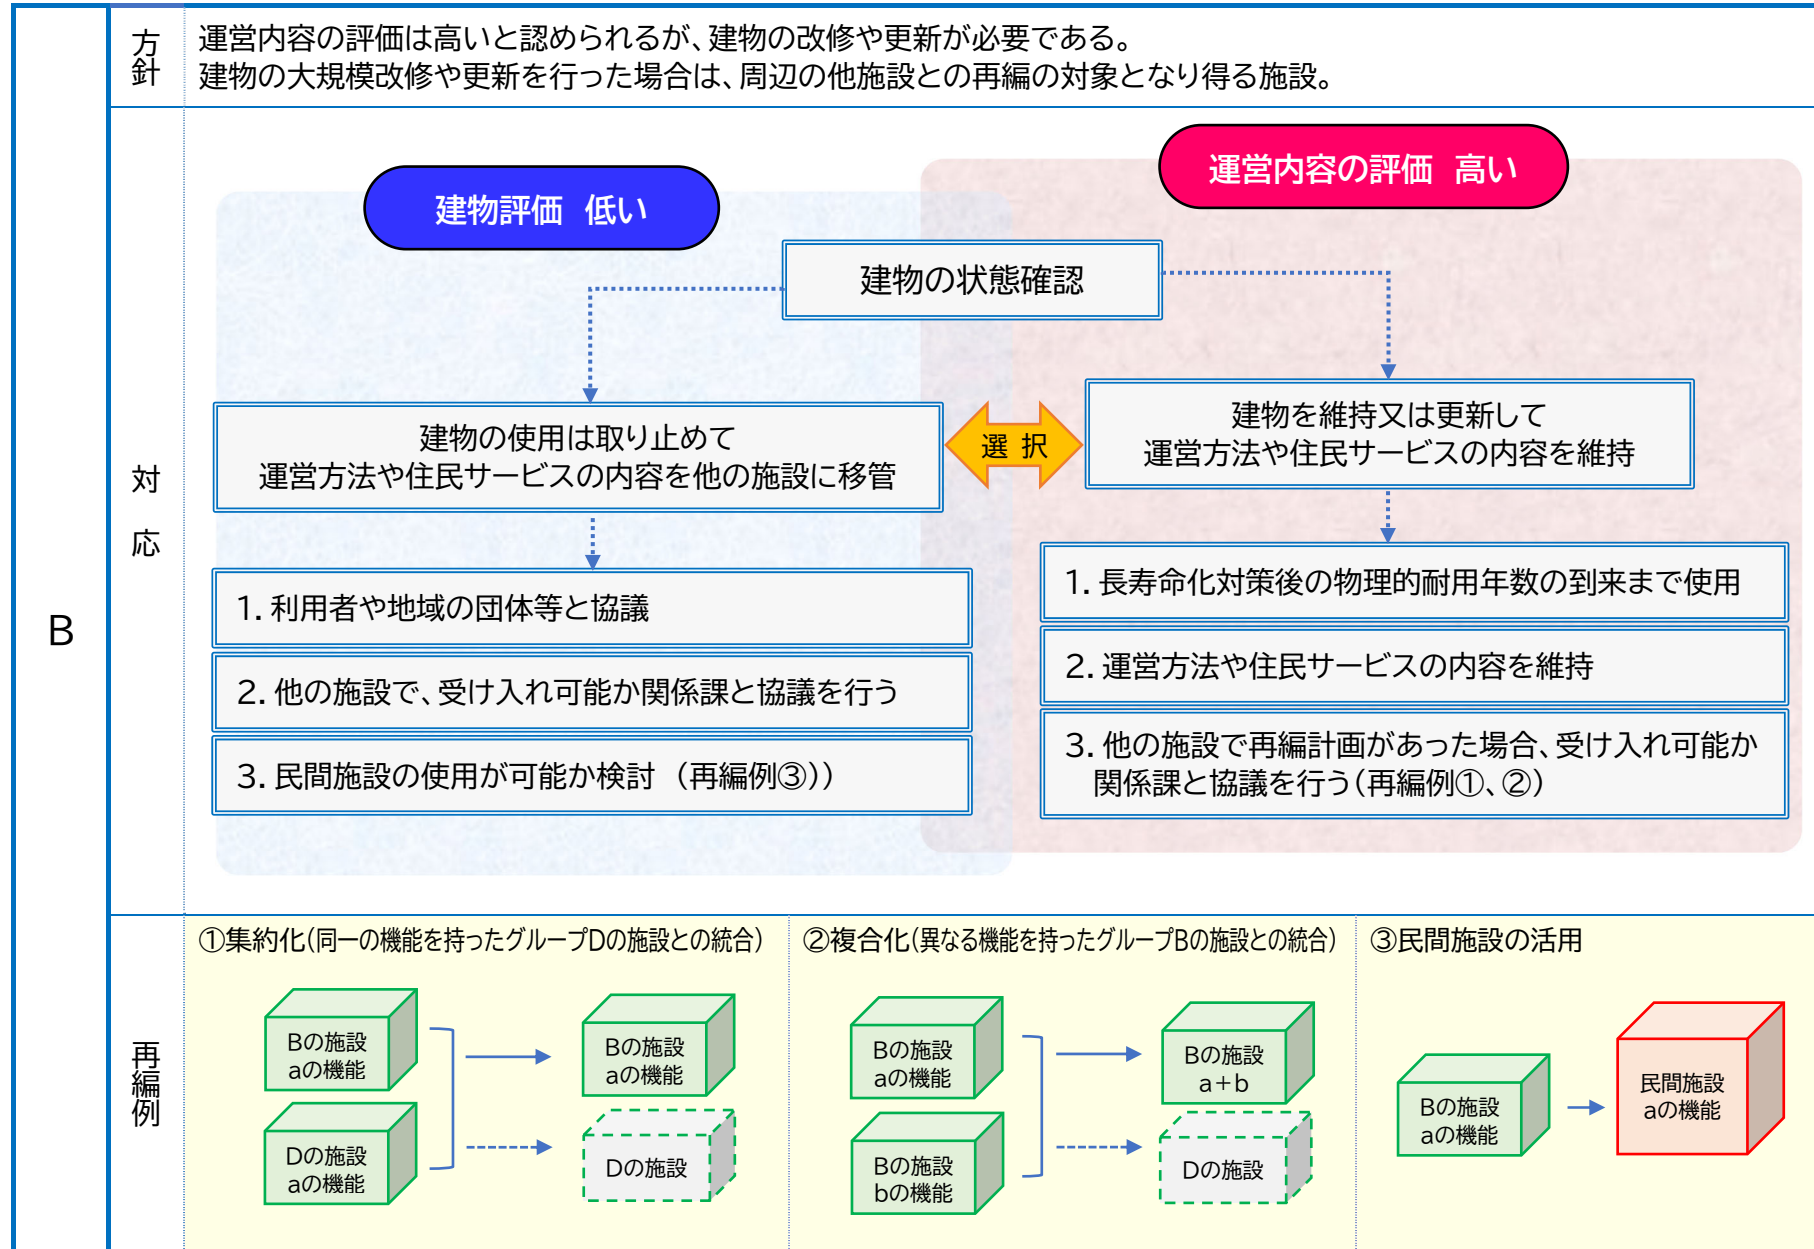 B
方針
運営内容の評価は高いと認められるが、建物の改修や更新が必要である。
建物の大規模改修や更新を行った場合は、周辺の他施設との再編の対象となり得る施設。
対応
建物評価 低い
運営内容の評価 高い
建物の状態確認
建物の使用は取り止めて
運営方法や住民サービスの内容を他の施設に移管
選 択
建物を維持又は更新して
運営方法や住民サービスの内容を維持
1. 利用者や地域の団体等と協議
2. 他の施設で、受け入れ可能か関係課と協議を行う
3. 民間施設の使用が可能か検討 (再編例③))
1. 長寿命化対策後の物理的耐用年数の到来まで使用
2. 運営方法や住民サービスの内容を維持
3. 他の施設で再編計画があった場合、受け入れ可能か
関係課と協議を行う(再編例①、②)
再編例
①集約化(同一の機能を持ったグループDの施設との統合)
Bの施設
aの機能
Dの施設
aの機能
Bの施設
aの機能
Dの施設
②複合化(異なる機能を持ったグループBの施設との統合)
Bの施設
aの機能
Bの施設
bの機能
Bの施設
a+b
Dの施設
③民間施設の活用
Bの施設
aの機能
民間施設
aの機能